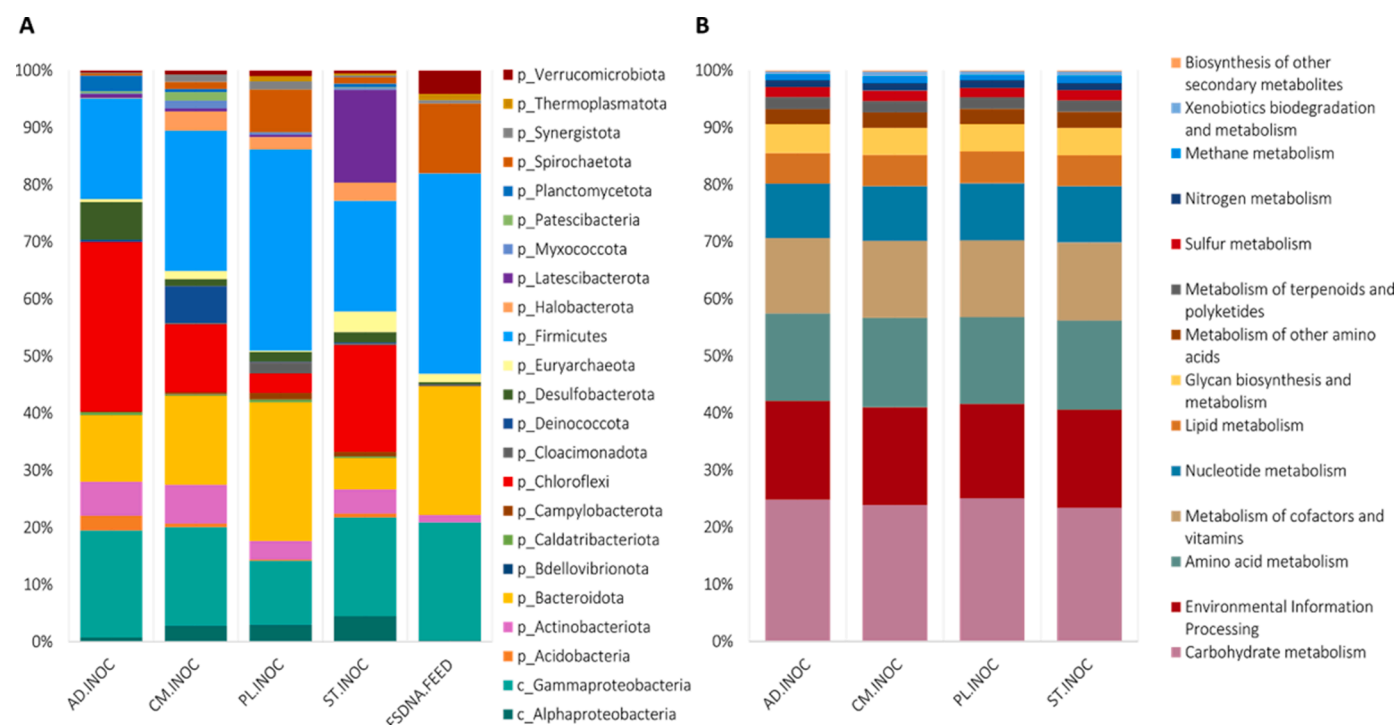 A
B
100%
90%
80%
70%
60%
50%
40%
30%
20%
10%
0%
AD.INOC
CM.INOC
PL.INOC
ST.INOC
FSDNA.FEED
p_Verrucomicrobiota
p_Thermoplasmatota
p_Synergistota
p_Spirochaetota
p_Planctomycetota
p_Patescibacteria
p_Myxococcota
p_Latescibacterota
p_Halobacterota
p_Firmicutes
p_Euryarchaeota
p_Desulfobacterota
p_Deinococcota
p_Cloacimonadota
p_Chloroflexi
p_Campylobacterota
p_Caldatribacteriota
p_Bdellovibrionota
p_Bacteroidota
p_Actinobacteriota
p_Acidobacteria
c_Gammaproteobacteria
c_Alphaproteobacteria
100%
90%
80%
70%
60%
50%
40%
30%
20%
10%
0%
AD.INOC
CM.INOC
PL.INOC
ST.INOC
Biosynthesis of other
secondary metabolites
Xenobiotics biodegradation
and metabolism
Methane metabolism
Nitrogen metabolism
Sulfur metabolism
Metabolism of terpenoids and
polyketides
Metabolism of other amino
acids
Glycan biosynthesis and
metabolism
Lipid metabolism
Nucleotide metabolism
Metabolism of cofactors and
vitamins
Amino acid metabolism
Environmental Information
Processing
Carbohydrate metabolism